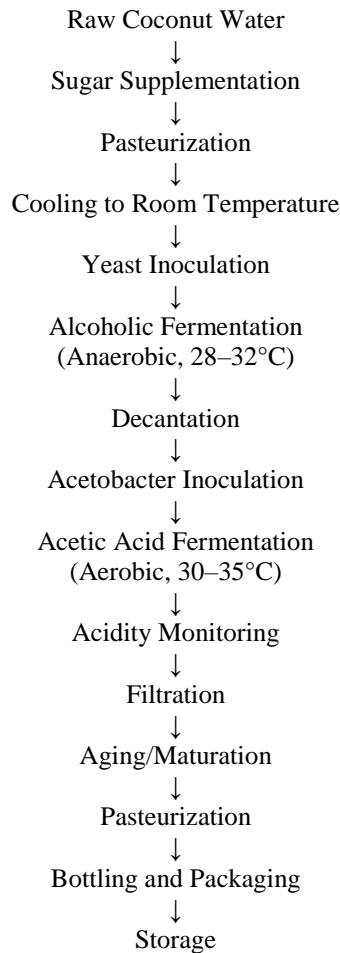 Raw Coconut Water
↓
Sugar Supplementation
↓
Pasteurization
↓
Cooling to Room Temperature
↓
Yeast Inoculation
↓
Alcoholic Fermentation
(Anaerobic, 28–32°C)
↓
Decantation
↓
Acetobacter Inoculation
↓
Acetic Acid Fermentation
(Aerobic, 30–35°C)
↓
Acidity Monitoring
↓
Filtration
↓
Aging/Maturation
↓
Pasteurization
↓
Bottling and Packaging
↓
Storage